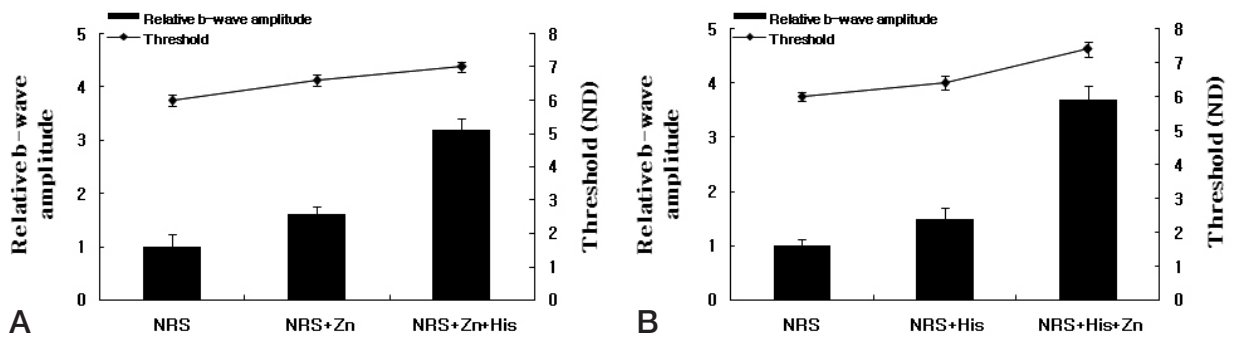 Relative b-wave amplitude
Threshold
5
4
3
2
1
0
Relative b-wave
amplitude
8
7
6
5
4
3
2
1
0
Threshold (ND)
NRS
NRS+Zn
NRS+Zn+His
A
Relative b-wave amplitude
Threshold
5
4
3
2
1
0
Relative b-wave
amplitude
8
7
6
5
4
3
2
1
0
Threshold (ND)
NRS
NRS+His
NRS+His+Zn
B